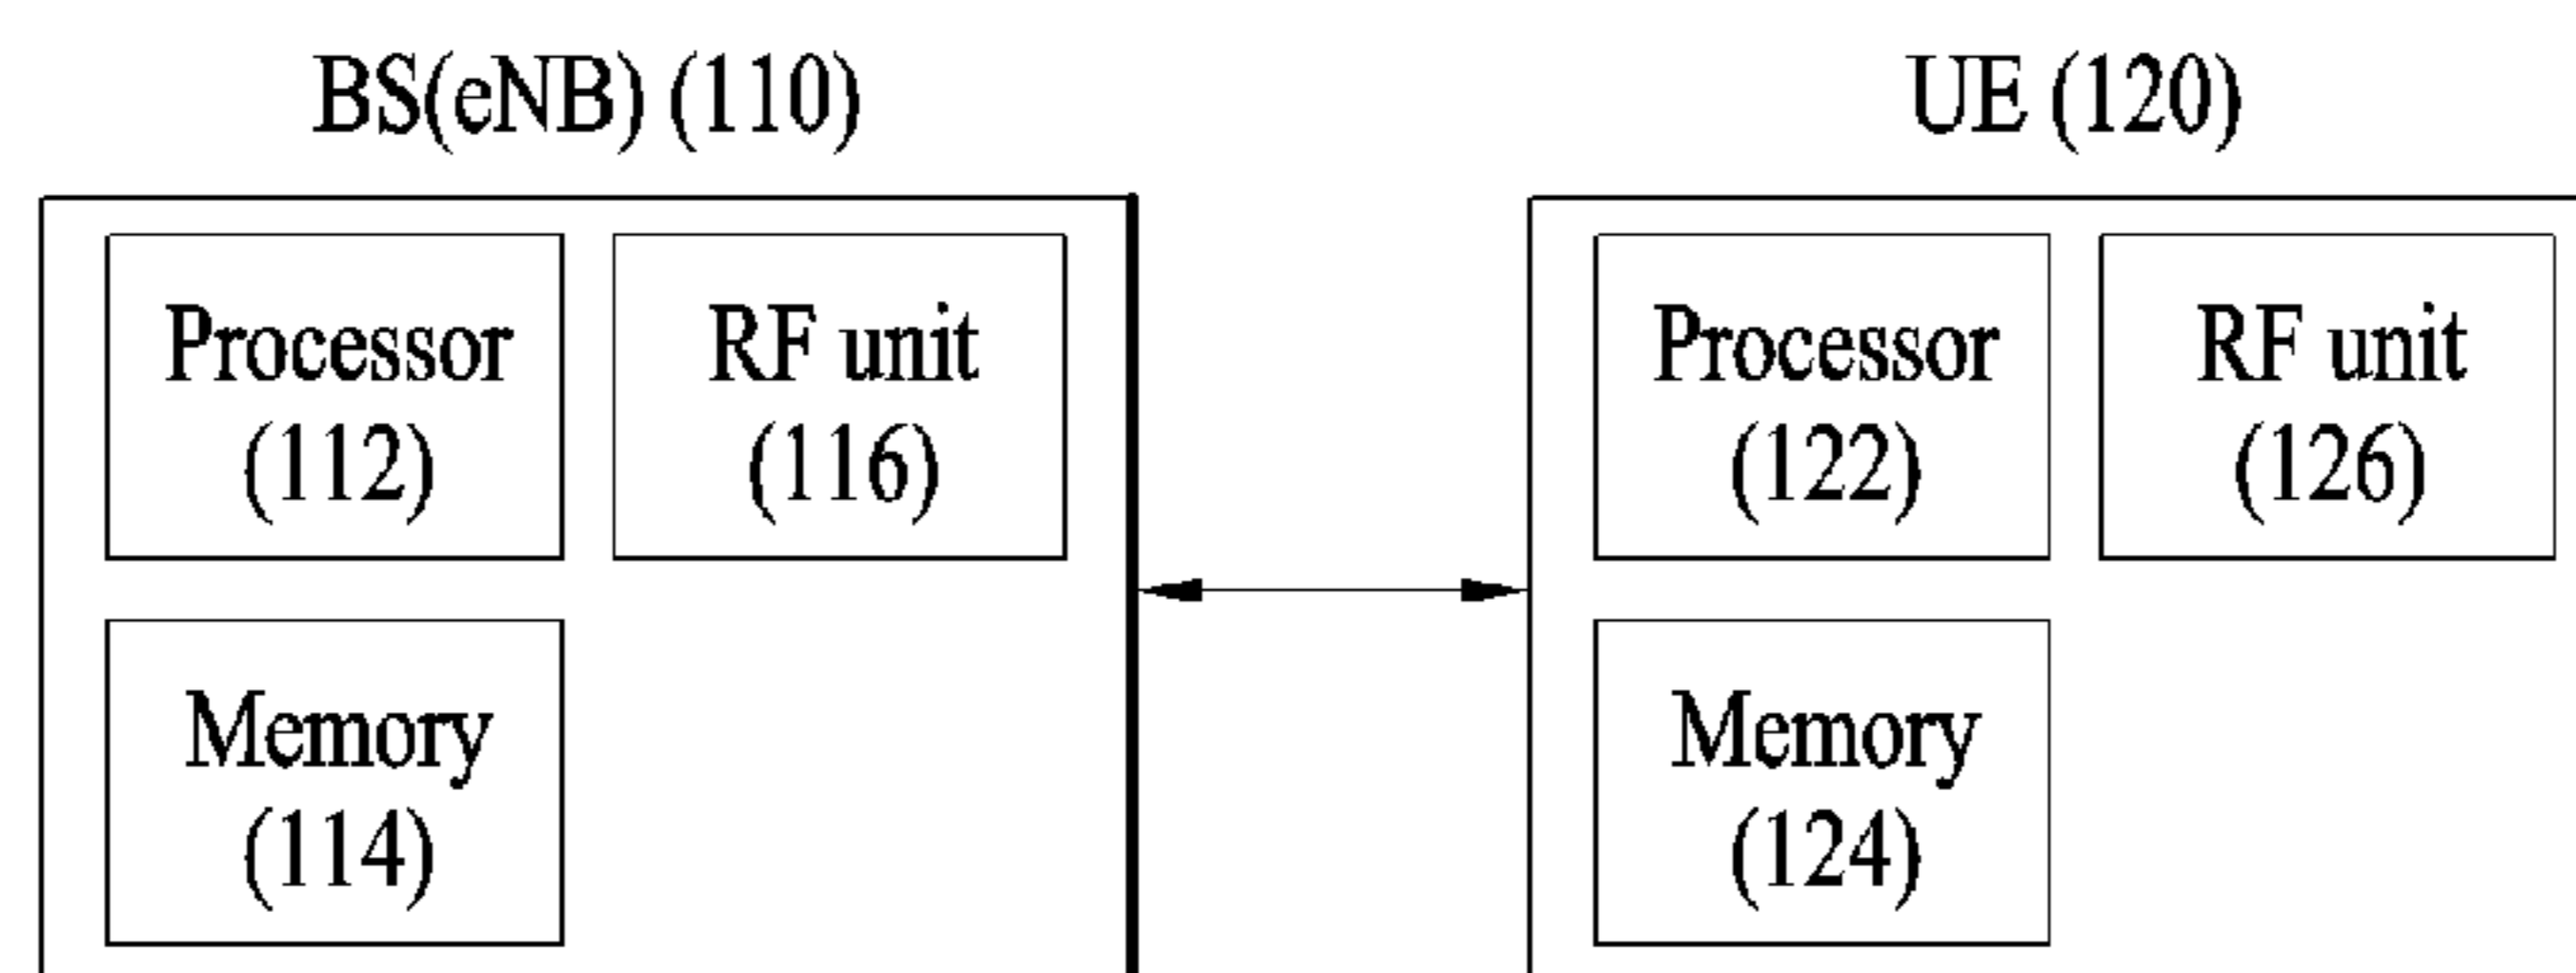 BS(eNB) (110)
Processor
(112)
RF unit
(116)
Memory
(114)
UE (120)
Processor
(122)
RF unit
(126)
Memory
(124)